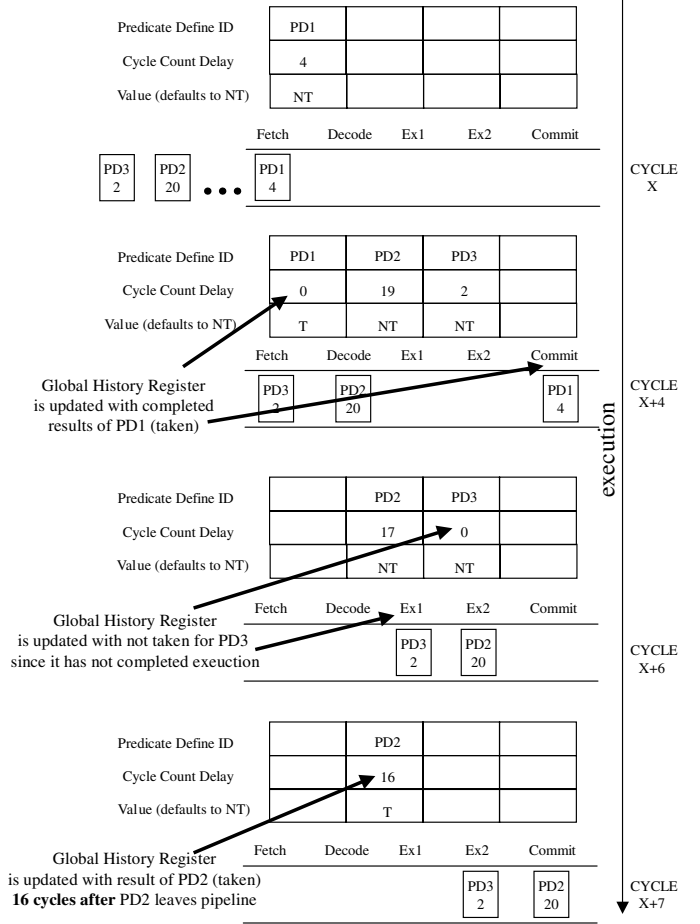 Predicate Define ID PD1
Cycle Count Delay 4
Value (defaults to NT) NT
Fetch Decode Ex1 Ex2 Commit
PD3 PD2 PD1
2 20 4
CYCLE
X
Predicate Define ID PD1 PD2 PD3
Cycle Count Delay 0 19 2
Value (defaults to NT) T NT NT
Fetch Decode Ex1 Ex2 Commit
Global History Register
is updated with completed
results of PD1 (taken)
PD3 PD2 PD1
2 20 4
CYCLE
X+4
execution
Predicate Define ID PD2 PD3
Cycle Count Delay 17 0
Value (defaults to NT) NT NT
Fetch Decode Ex1 Ex2 Commit
Global History Register
is updated with not taken for PD3
since it has not completed exeuction
PD3 PD2
2 20
CYCLE
X+6
Predicate Define ID PD2
Cycle Count Delay 16
Value (defaults to NT) T
Fetch Decode Ex1 Ex2 Commit
Global History Register
is updated with result of PD2 (taken)
16 cycles after PD2 leaves pipeline
PD3 PD2
2 20
CYCLE
X+7